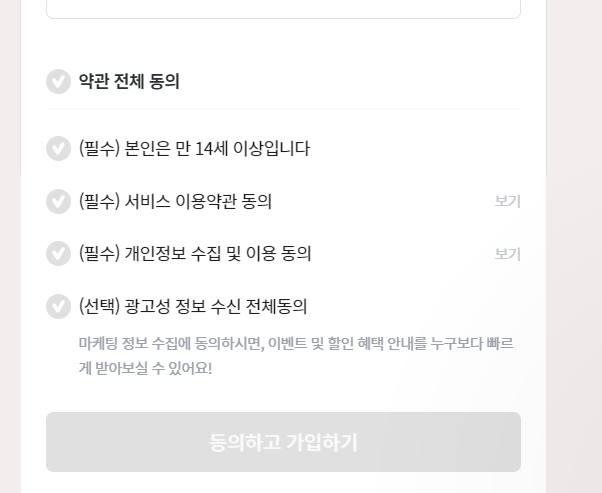 약관 전체 동의
(필수) 본인은 만 14세 이상입니다
(필수) 서비스 이용약관 동의 보기
(필수) 개인정보 수집 및 이용 동의 보기
(선택) 광고성 정보 수신 전체동의
마케팅 정보 수집에 동의하시면, 이벤트 및 할인 혜택 안내를 누구보다 빠르
게 받아보실 수 있어요!
동의하고 가입하기